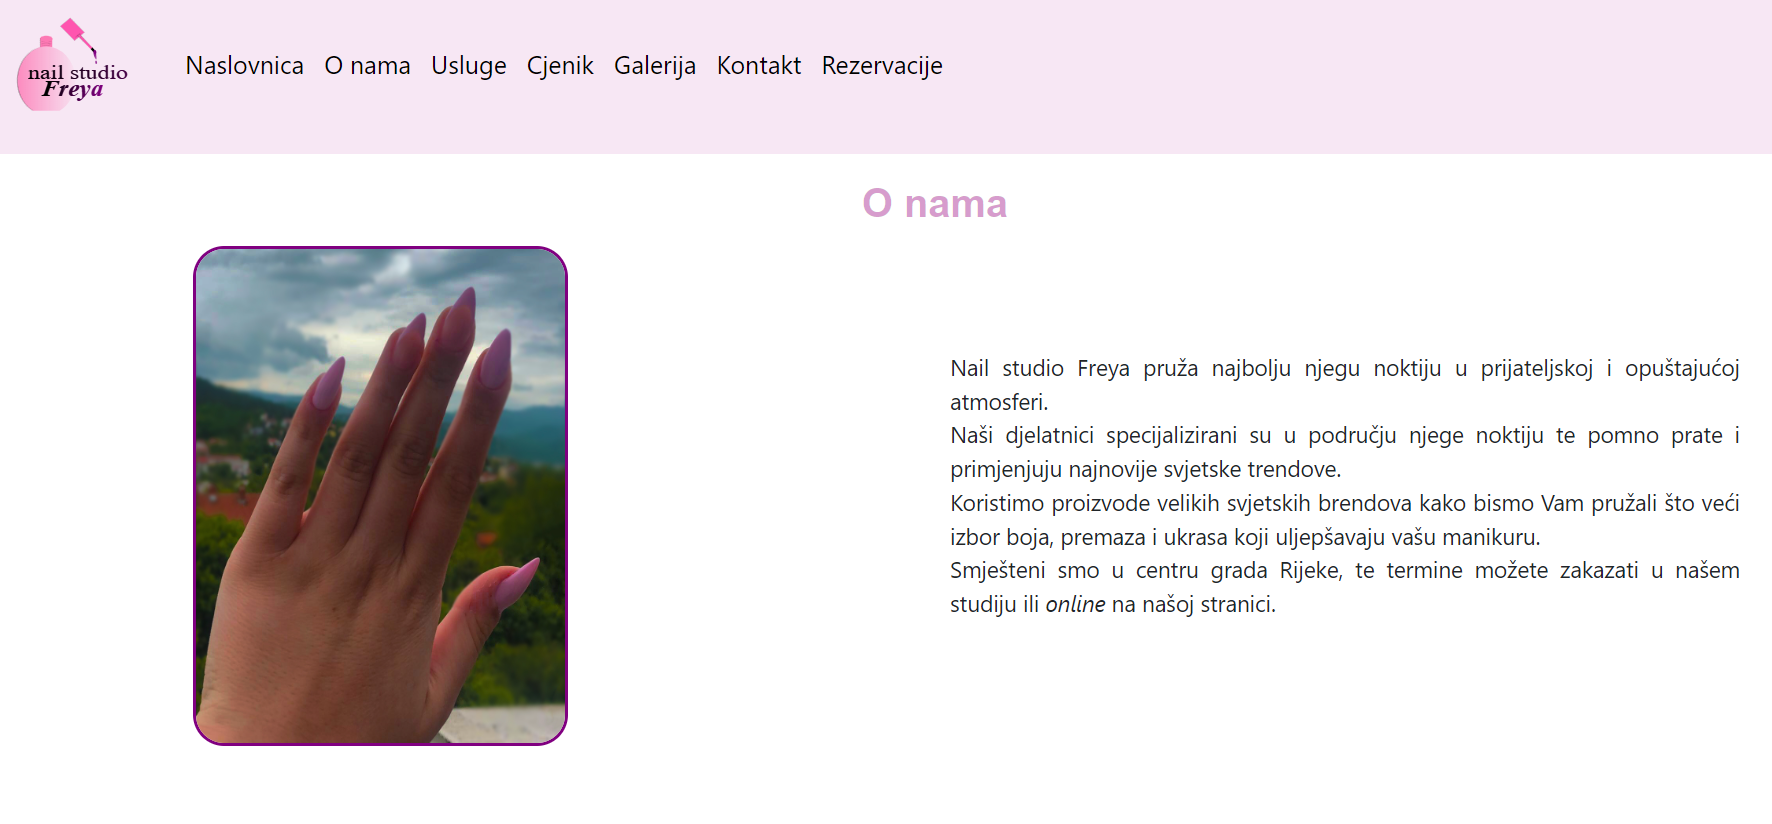 nail studio
Freya
Naslovnica O nama Usluge Cjenik Galerija Kontakt Rezervacije
O nama
Nail studio Freya pruža najbolju njegu noktiju u prijateljskoj i opuštajućoj
atmosferi.
Naši djelatnici specijalizirani su u području njege noktiju te pomno prate i
primjenjuju najnovije svjetske trendove.
Koristimo proizvode velikih svjetskih brendova kako bismo Vam pružali što veći
izbor boja, premaza i ukrasa koji uljepšavaju vašu manikuru.
Smješteni smo u centru grada Rijeke, te termine možete zakazati u našem
studiju ili online na našoj stranici.